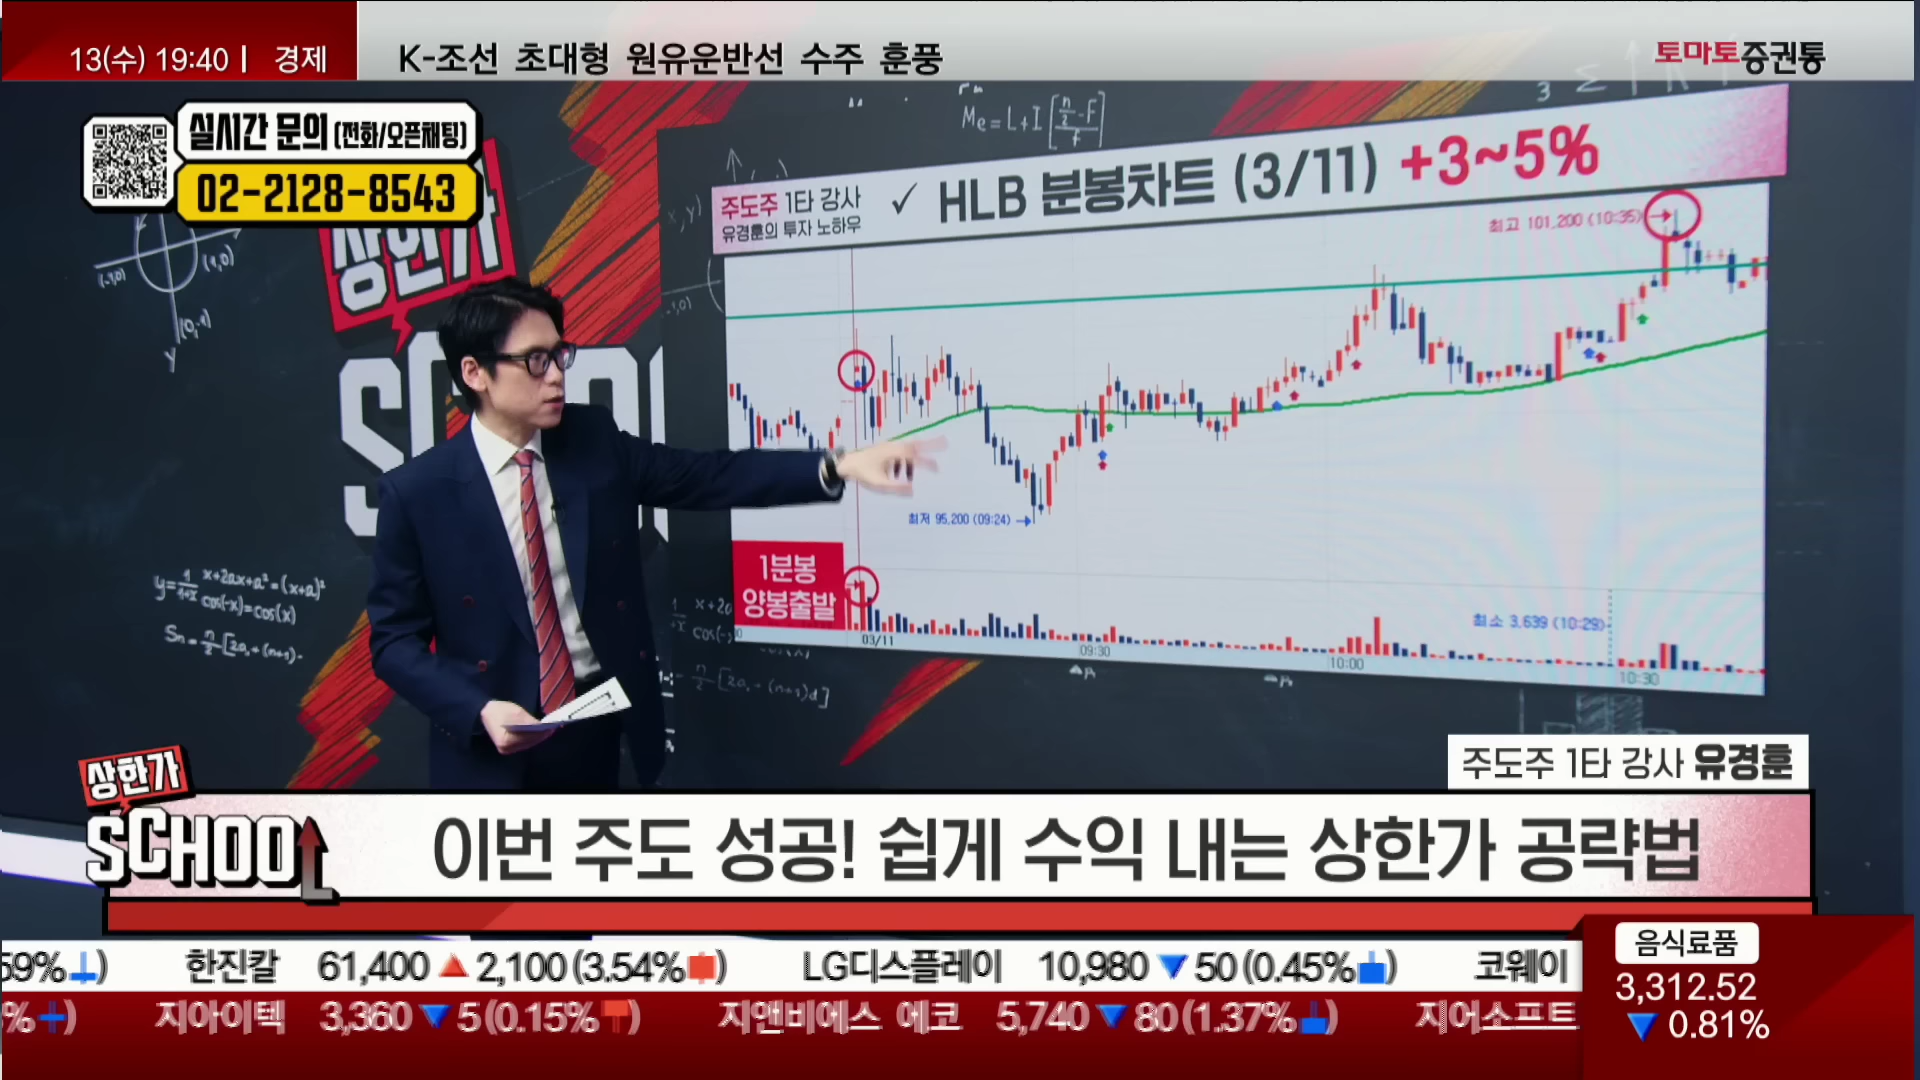 13(수) 19:40 | 경제
K-조선 초대형 원유운반선 수주 훈풍
토마토증권통
실시간 문의 (전화/오픈채팅)
02-2128-8543
상한가
주도주 1타 강사
유경훈의 투자 노하우
✓ HLB 분봉차트 (3/11) +3~5%
최고 101,200 (10:35)
최저 95,200 (09:24)
1분봉
양봉출발
최소 3,639 (10:29)
03/11
09:30
10:00
10:30
주도주 1타 강사 유경훈
상한가
SCHOOL
이번 주도 성공! 쉽게 수익 내는 상한가 공략법
59% ) 한진칼 61,400 ▲ 2,100 (3.54% ) LG디스플레이 10,980 ▼ 50 (0.45% ) 코웨이
% ) 지아이텍 3,360 ▼ 5 (0.15% ) 지앤비에스 에코 5,740 ▼ 80 (1.37% ) 지어소프트
음식료품
3,312.52
▼ 0.81%